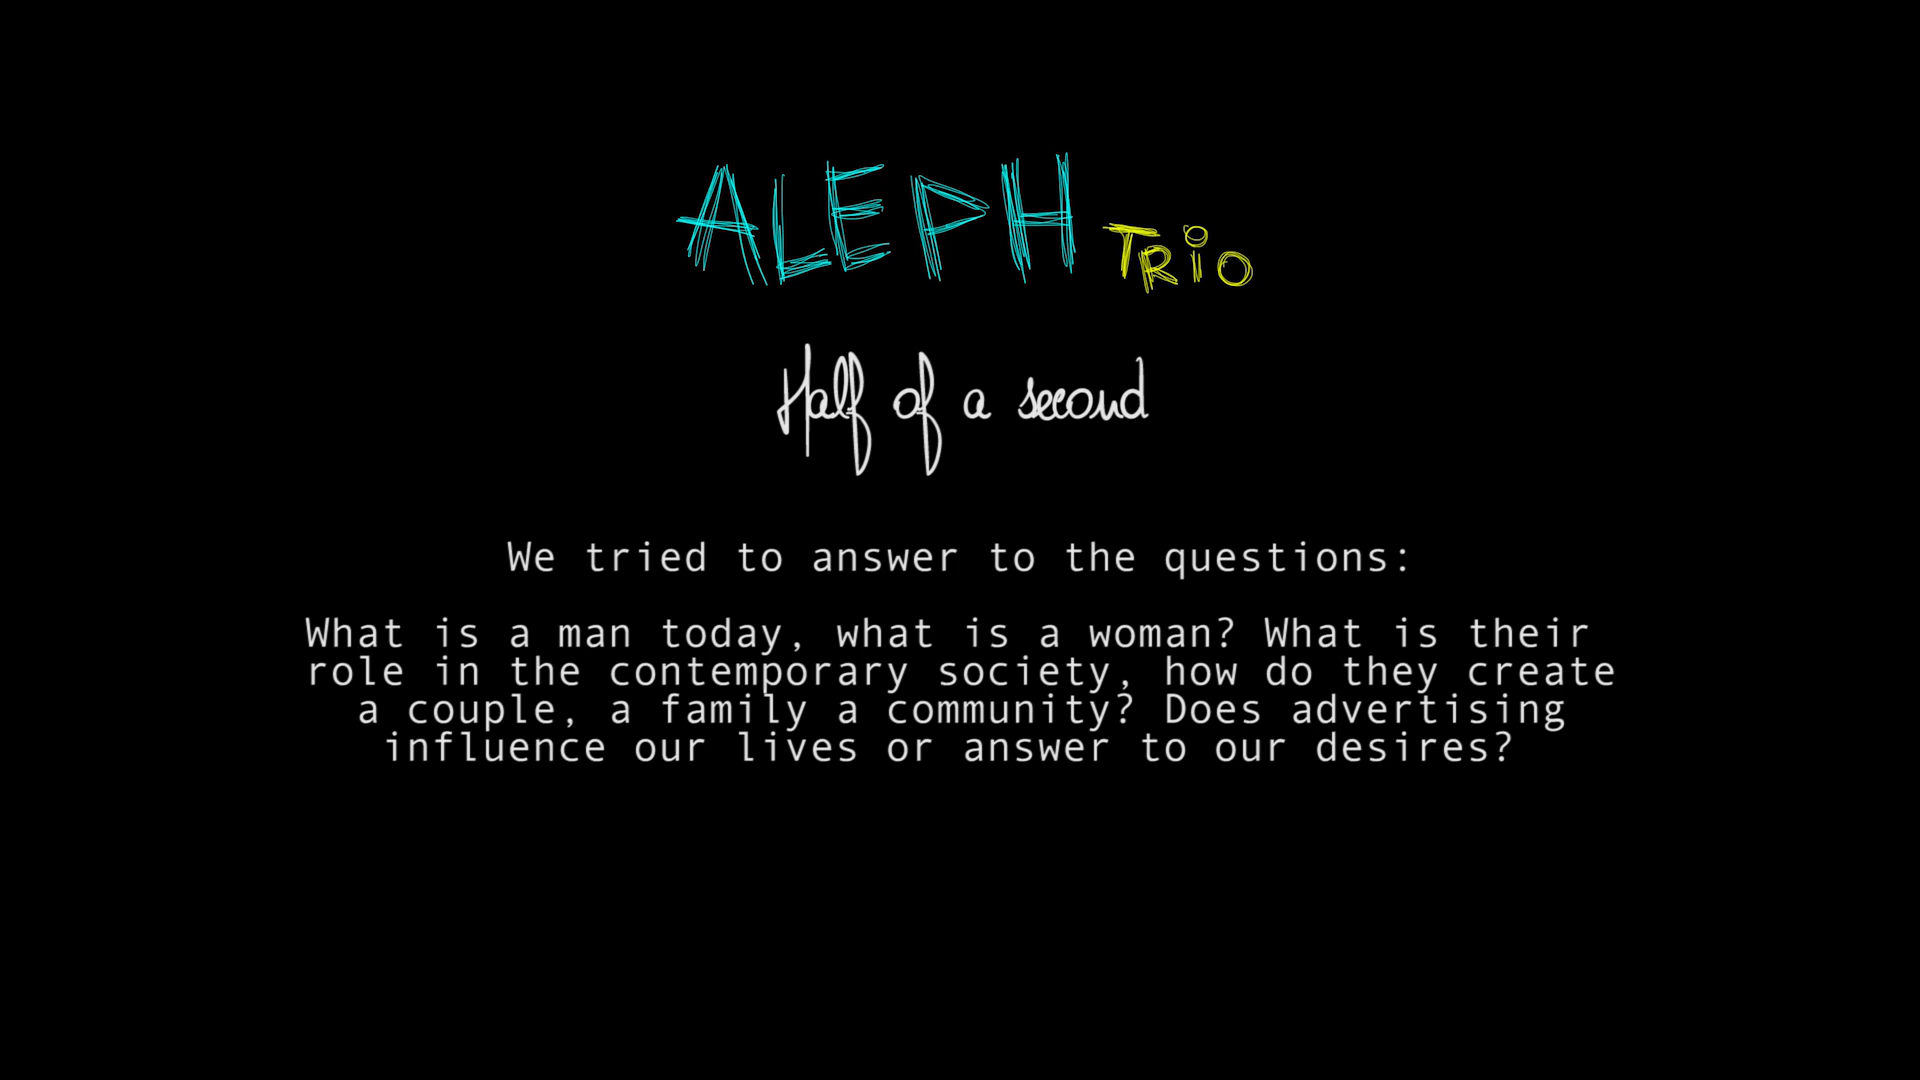 ALEPH TRiO
Half of a second
We tried to answer to the questions:
What is a man today, what is a woman? What is their
role in the contemporary society, how do they create
a couple, a family a community? Does advertising
influence our lives or answer to our desires?